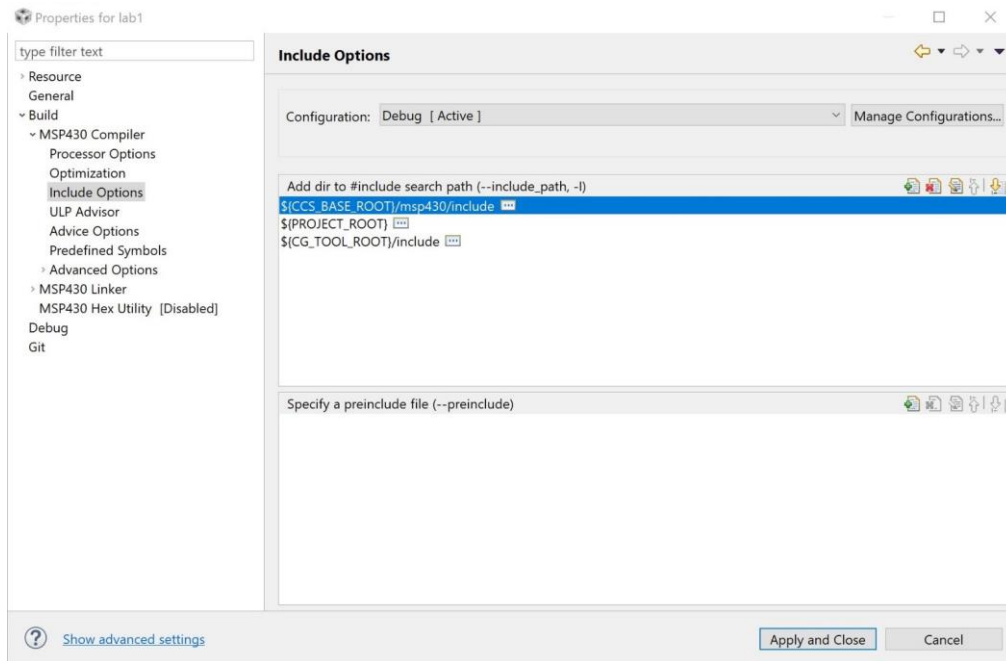 Properties for lab1
type filter text
Resource
General
Build
MSP430 Compiler
Processor Options
Optimization
Include Options
ULP Advisor
Advice Options
Predefined Symbols
Advanced Options
MSP430 Linker
MSP430 Hex Utility [Disabled]
Debug
Git
Include Options
Configuration: Debug [ Active ] Manage Configurations...
Add dir to #include search path (--include_path, -I)
${CCS_BASE_ROOT}/msp430/include
${PROJECT_ROOT}
${CG_TOOL_ROOT}/include
Specify a preinclude file (--preinclude)
Show advanced settings
Apply and Close Cancel